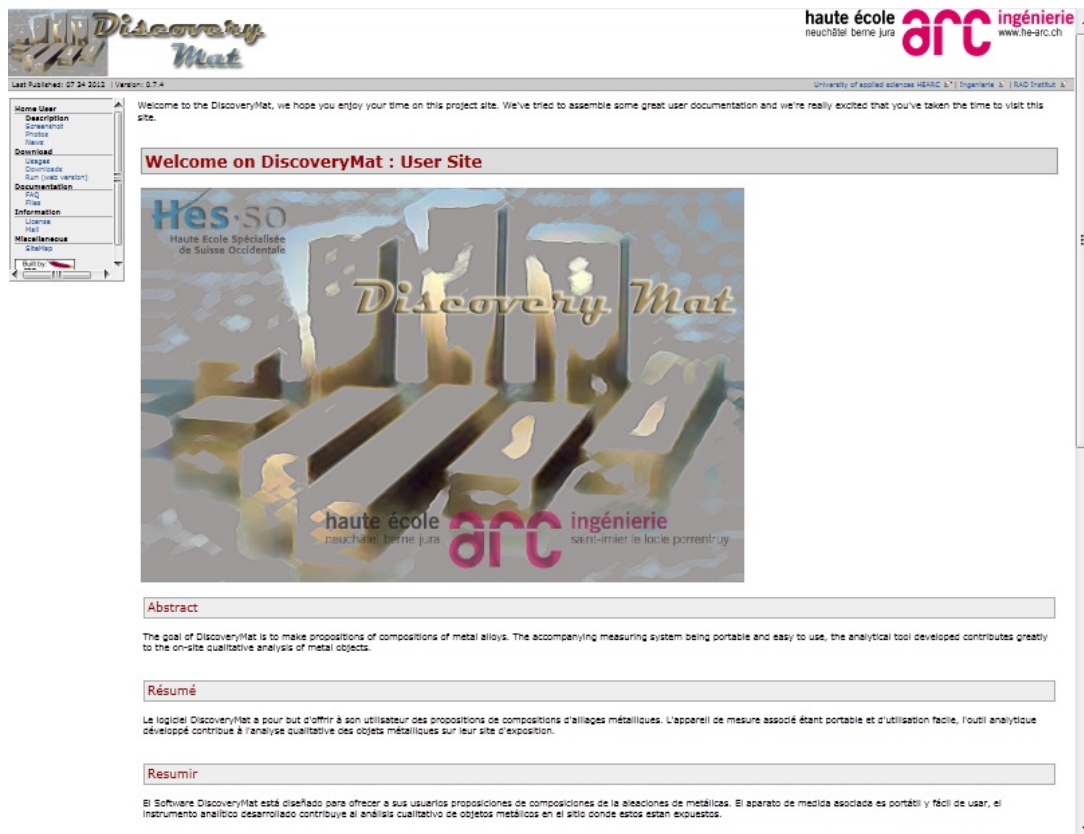 Discovery
Mat
haute école arc ingénierie
neuchâtel berne jura www.he-arc.ch
Last Published: 07 24 2012 | Version: 0.7.4
University of applied sciences HEARC | Ingenierie | RAD Institut
Home User
Description
Screenshot
Photos
News
Download
Usages
Downloads
Run (web version)
Documentation
FAQ
Files
Information
License
Mail
Miscellaneous
SiteMap
Built by:
Welcome to the DiscoveryMat, we hope you enjoy your time on this project site. We've tried to assemble some great user documentation and we're really excited that you've taken the time to visit this
site.
Welcome on DiscoveryMat : User Site
Hes·so
Haute Ecole Spécialisée
de Suisse Occidentale
Discovery Mat
haute école arc ingénierie
neuchâtel berne jura saint-imier le locle porrentruy
Abstract
The goal of DiscoveryMat is to make propositions of compositions of metal alloys. The accompanying measuring system being portable and easy to use, the analytical tool developed contributes greatly
to the on-site qualitative analysis of metal objects.
Résumé
Le logiciel DiscoveryMat a pour but d'offrir à son utilisateur des propositions de compositions d'alliages métalliques. L'appareil de mesure associé étant portable et d'utilisation facile, l'outil analytique
développé contribue à l'analyse qualitative des objets métalliques sur leur site d'exposition.
Resumir
El Software DiscoveryMat está diseñado para ofrecer a sus usuarios proposiciones de composiciones de la aleaciones de metálicas. El aparato de medida asociada es portátil y fácil de usar, el
instrumento analítico desarrollado contribuye al análisis cualitativo de objetos metálicos en el sitio donde estos estan expuestos.